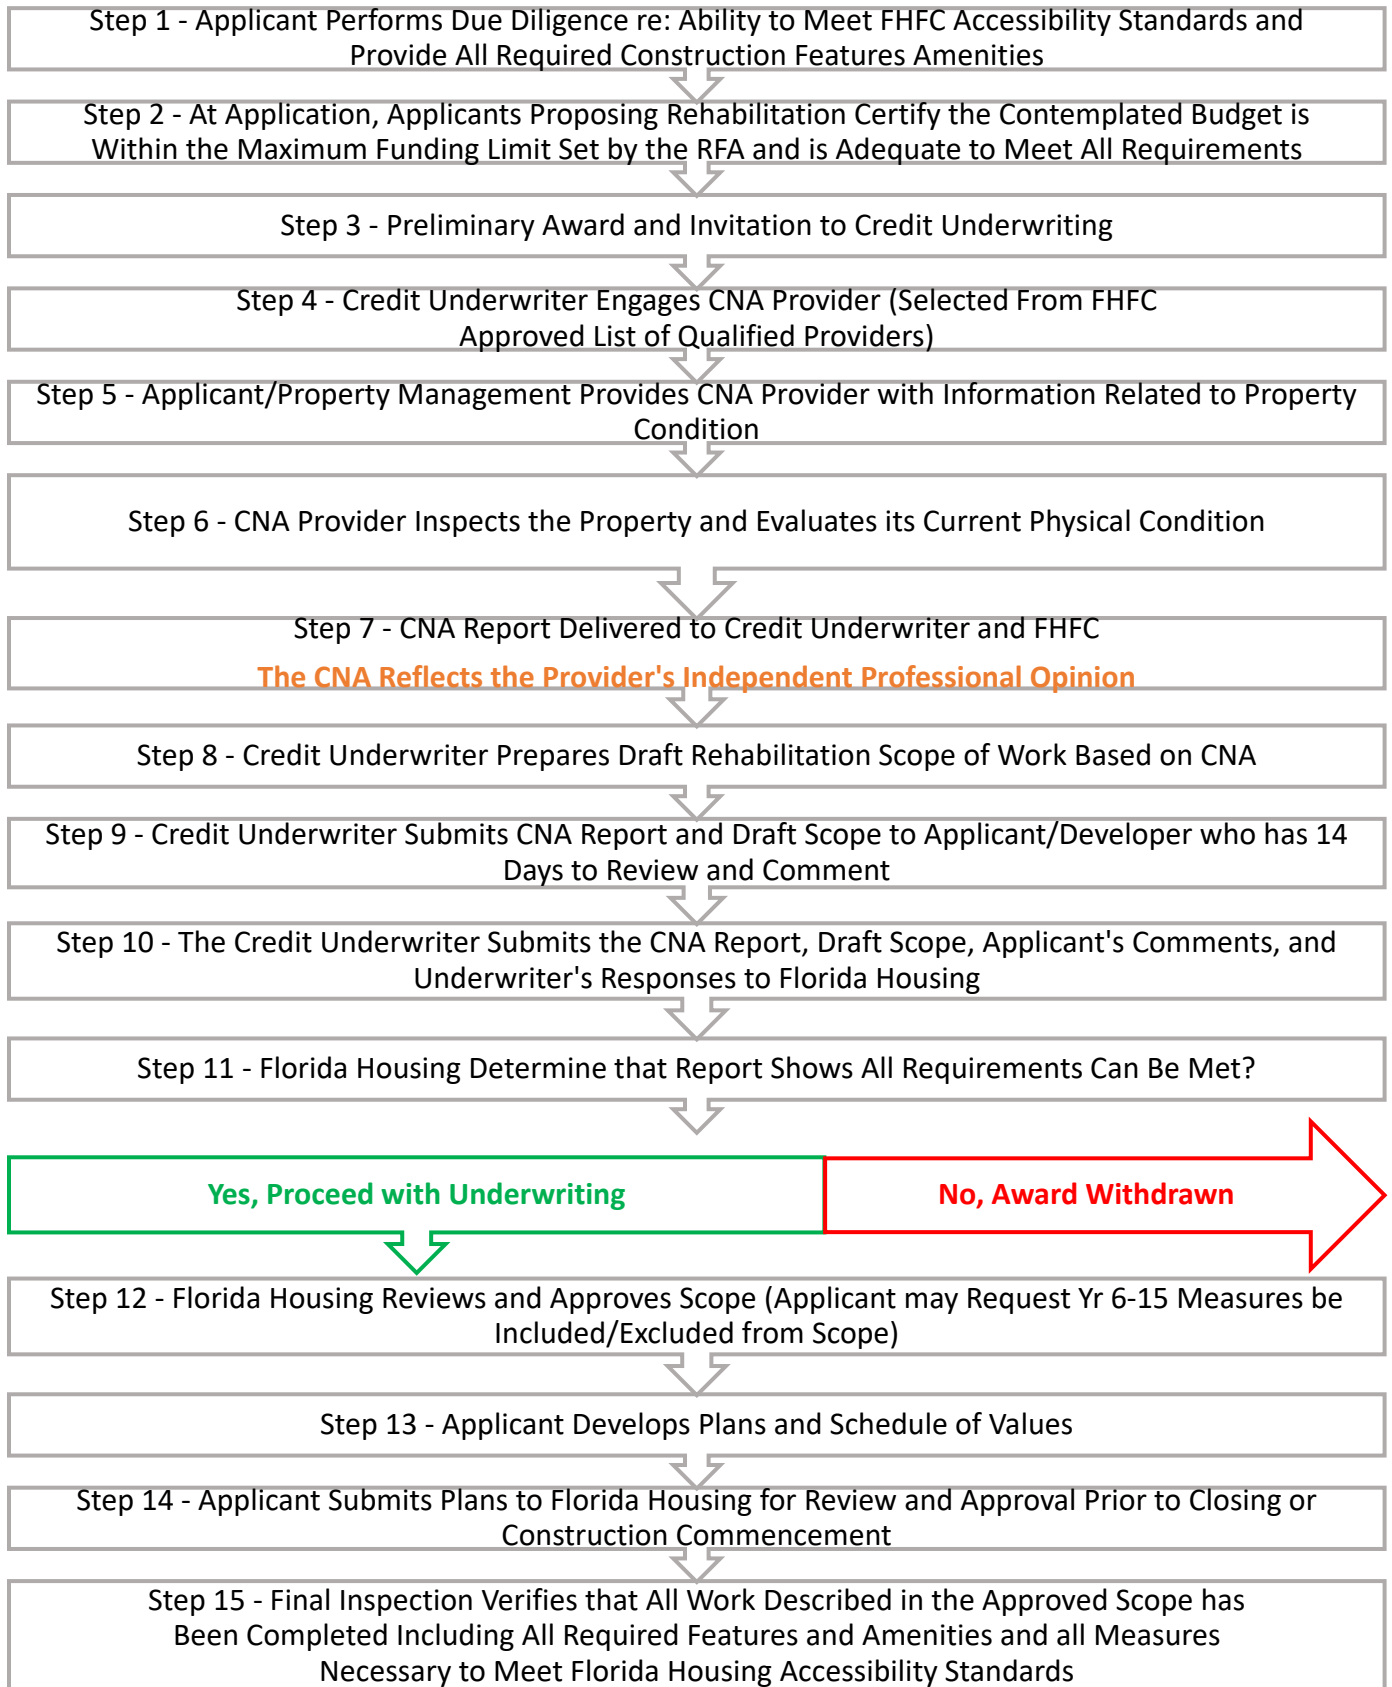 Step 1 - Applicant Performs Due Diligence re: Ability to Meet FHFC Accessibility Standards and
Provide All Required Construction Features Amenities
Step 2 - At Application, Applicants Proposing Rehabilitation Certify the Contemplated Budget is
Within the Maximum Funding Limit Set by the RFA and is Adequate to Meet All Requirements
Step 3 - Preliminary Award and Invitation to Credit Underwriting
Step 4 - Credit Underwriter Engages CNA Provider (Selected From FHFC
Approved List of Qualified Providers)
Step 5 - Applicant/Property Management Provides CNA Provider with Information Related to Property
Condition
Step 6 - CNA Provider Inspects the Property and Evaluates its Current Physical Condition
Step 7 - CNA Report Delivered to Credit Underwriter and FHFC
The CNA Reflects the Provider's Independent Professional Opinion
Step 8 - Credit Underwriter Prepares Draft Rehabilitation Scope of Work Based on CNA
Step 9 - Credit Underwriter Submits CNA Report and Draft Scope to Applicant/Developer who has 14
Days to Review and Comment
Step 10 - The Credit Underwriter Submits the CNA Report, Draft Scope, Applicant's Comments, and
Underwriter's Responses to Florida Housing
Step 11 - Florida Housing Determine that Report Shows All Requirements Can Be Met?
Yes, Proceed with Underwriting
No, Award Withdrawn
Step 12 - Florida Housing Reviews and Approves Scope (Applicant may Request Yr 6-15 Measures be
Included/Excluded from Scope)
Step 13 - Applicant Develops Plans and Schedule of Values
Step 14 - Applicant Submits Plans to Florida Housing for Review and Approval Prior to Closing or
Construction Commencement
Step 15 - Final Inspection Verifies that All Work Described in the Approved Scope has
Been Completed Including All Required Features and Amenities and all Measures
Necessary to Meet Florida Housing Accessibility Standards